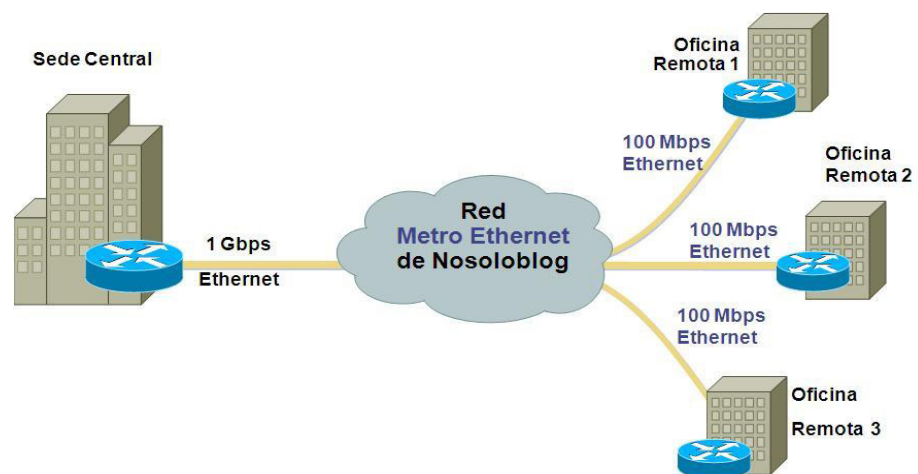 Sede Central
1 Gbps
Ethernet
Red
Metro Ethernet
de Nosoloblog
Oficina
Remota 1
100 Mbps
Ethernet
Oficina
Remota 2
100 Mbps
Ethernet
100 Mbps
Ethernet
Oficina
Remota 3